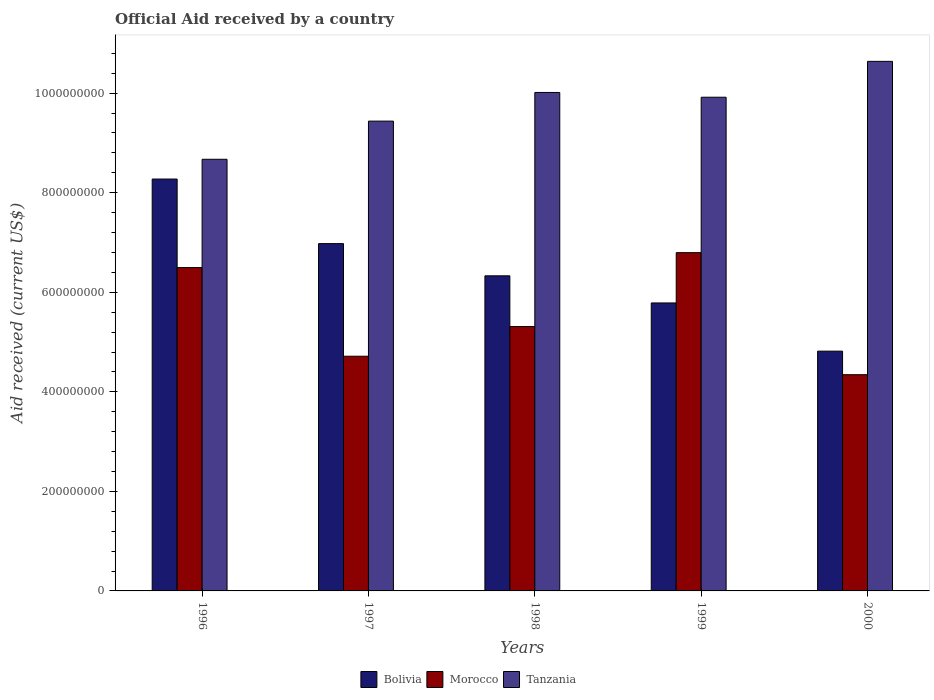 Official Aid received by a country
Aid received (current US$)
1000000000
800000000
600000000
400000000
200000000
0
1996
1997
1998
1999
2000
Years
Bolivia
Morocco
Tanzania